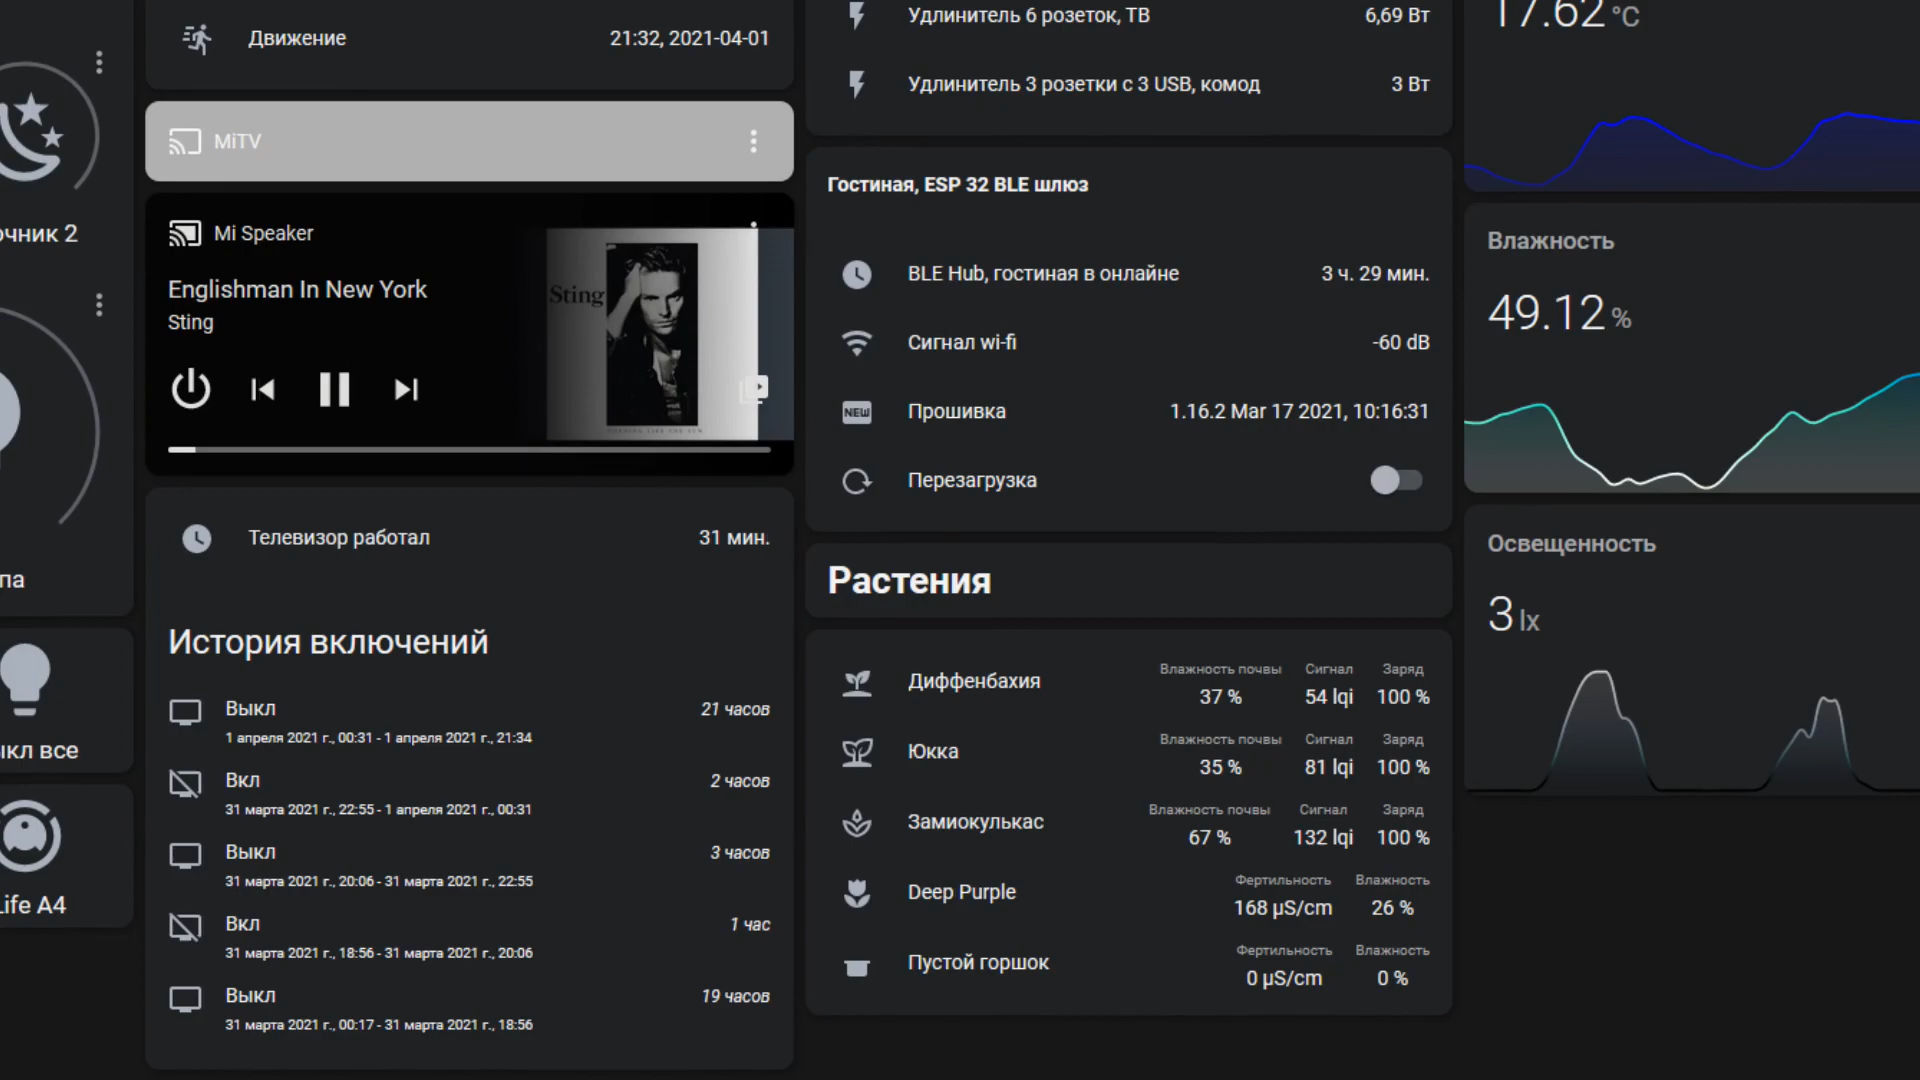 очник 2
па
Life A4
Движение
21:32, 2021-04-01
MiTV
Mi Speaker
Englishman In New York
Sting
Sting
Телевизор работал
31 мин.
История включений
Выкл
21 часов
1 апреля 2021 г., 00:31 - 1 апреля 2021 г., 21:34
Вкл
2 часов
31 марта 2021 г., 22:55 - 1 апреля 2021 г., 00:31
Выкл
3 часов
31 марта 2021 г., 20:06 - 31 марта 2021 г., 22:55
Вкл
1 час
31 марта 2021 г., 18:56 - 31 марта 2021 г., 20:06
Выкл
19 часов
31 марта 2021 г., 00:17 - 31 марта 2021 г., 18:56
Удлинитель 6 розеток, ТВ
6,69 Вт
Удлинитель 3 розетки с 3 USB, комод
3 Вт
Гостиная, ESP 32 BLE шлюз
BLE Hub, гостиная в онлайне
3 ч. 29 мин.
Сигнал wi-fi
-60 dB
NEW
Прошивка
1.16.2 Mar 17 2021, 10:16:31
Перезагрузка
Растения
Диффенбахия
Влажность почвы Сигнал Заряд
37 % 54 lqi 100 %
Юкка
Влажность почвы Сигнал Заряд
35 % 81 lqi 100 %
Замиокулькас
Влажность почвы Сигнал Заряд
67 % 132 lqi 100 %
Deep Purple
Фертильность Влажность
168 µS/cm 26 %
Пустой горшок
Фертильность Влажность
0 µS/cm 0 %
17.62 °C
Влажность
49.12 %
Освещенность
3 lx